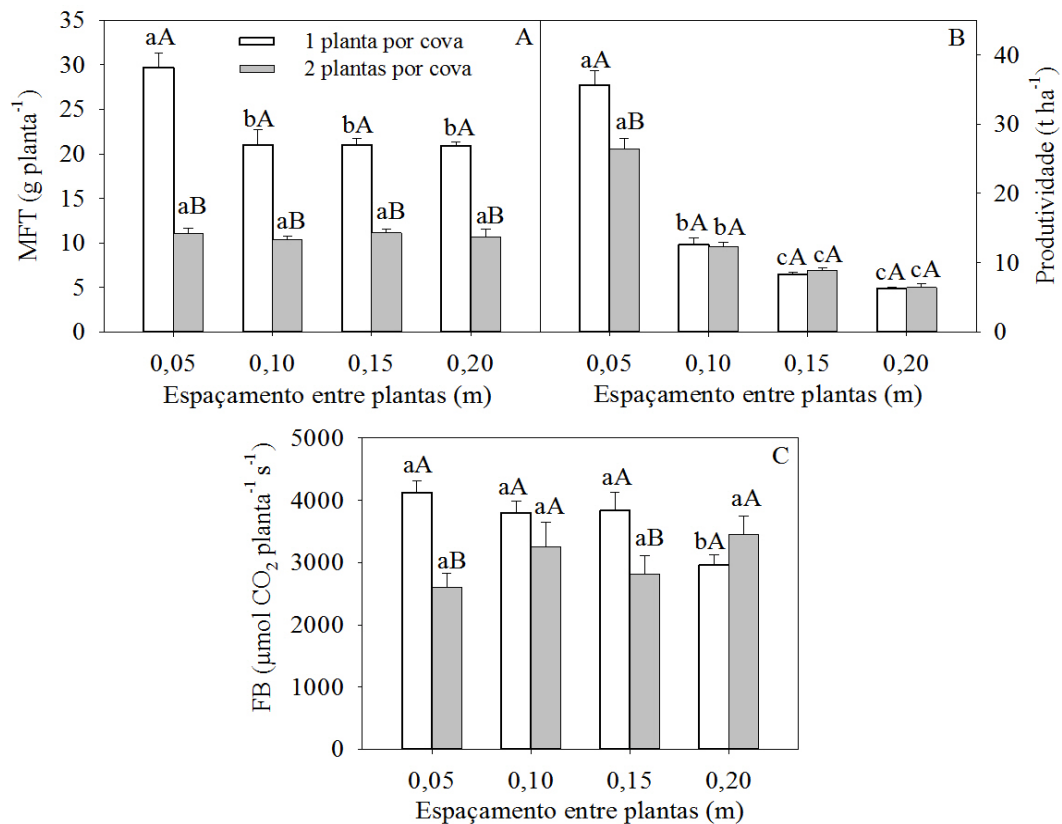 35
30
25
20
15
10
5
0
MFT (g planta⁻¹)
1 planta por cova
2 plantas por cova
A
aA
aB
bA
aB
bA
aB
bA
aB
0,05 0,10 0,15 0,20
Espaçamento entre plantas (m)
B
aA
aB
bA bA
cA cA
cA cA
40
30
20
10
0
Produtividade (t ha⁻¹)
0,05 0,10 0,15 0,20
Espaçamento entre plantas (m)
5000
4000
3000
2000
1000
0
FB (µmol CO₂ planta⁻¹ s⁻¹)
C
aA
aB
aA
aA
aA
aB
bA
aA
0,05 0,10 0,15 0,20
Espaçamento entre plantas (m)